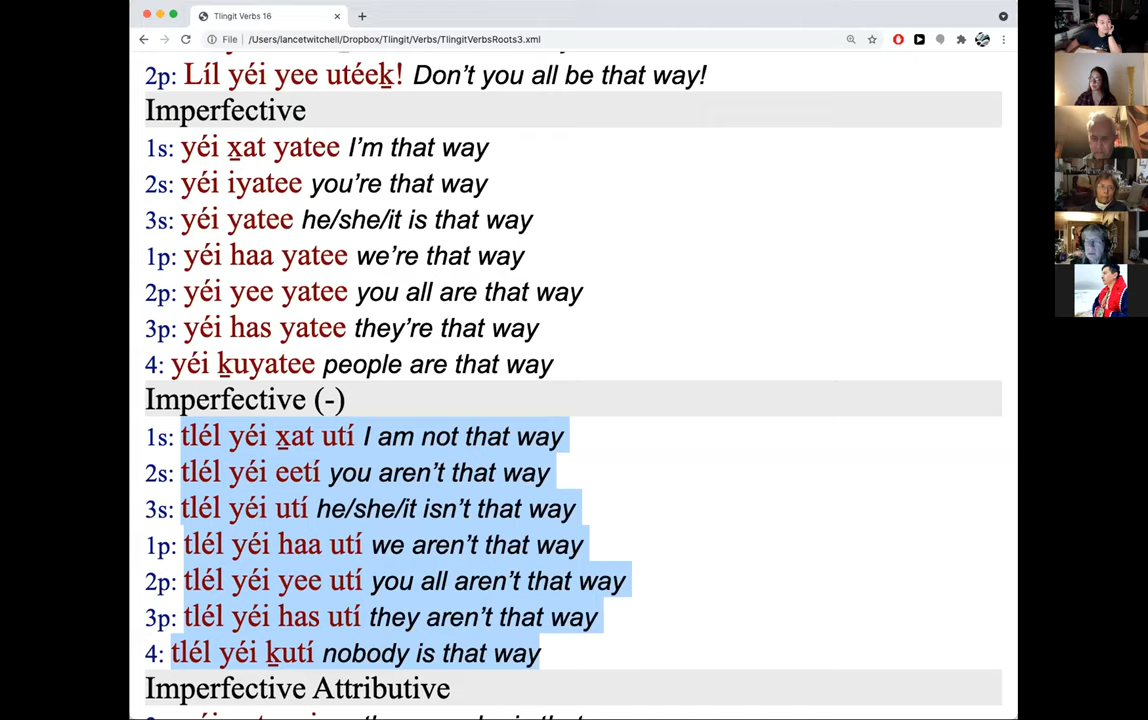 Tlingit Verbs 16
File /Users/lancetwitchell/Dropbox/Tlingit/Verbs/TlingitVerbsRoots3.xml
2p: Líl yéi yee utéeḵ! Don’t you all be that way!
Imperfective
1s: yéi x̱at yatee I’m that way
2s: yéi iyatee you’re that way
3s: yéi yatee he/she/it is that way
1p: yéi haa yatee we’re that way
2p: yéi yee yatee you all are that way
3p: yéi has yatee they’re that way
4: yéi ḵuyatee people are that way
Imperfective (-)
1s: tlél yéi x̱at utí I am not that way
2s: tlél yéi eetí you aren’t that way
3s: tlél yéi utí he/she/it isn’t that way
1p: tlél yéi haa utí we aren’t that way
2p: tlél yéi yee utí you all aren’t that way
3p: tlél yéi has utí they aren’t that way
4: tlél yéi ḵutí nobody is that way
Imperfective Attributive